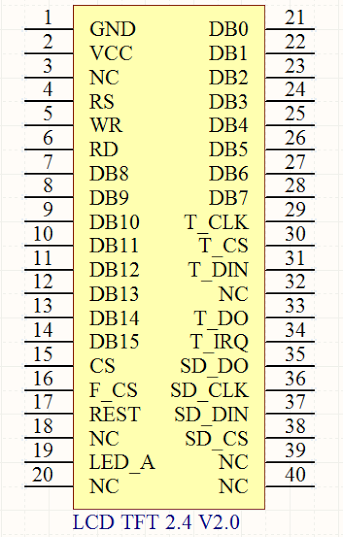 1 GND DB0 21
2 VCC DB1 22
3 NC DB2 23
4 RS DB3 24
5 WR DB4 25
6 RD DB5 26
7 DB8 DB6 27
8 DB9 DB7 28
9 DB10 T_CLK 29
10 DB11 T_CS 30
11 DB12 T_DIN 31
12 DB13 NC 32
13 DB14 T_DO 33
14 DB15 T_IRQ 34
15 CS SD_DO 35
16 F_CS SD_CLK 36
17 REST SD_DIN 37
18 NC SD_CS 38
19 LED_A NC 39
20 NC NC 40
LCD TFT 2.4 V2.0